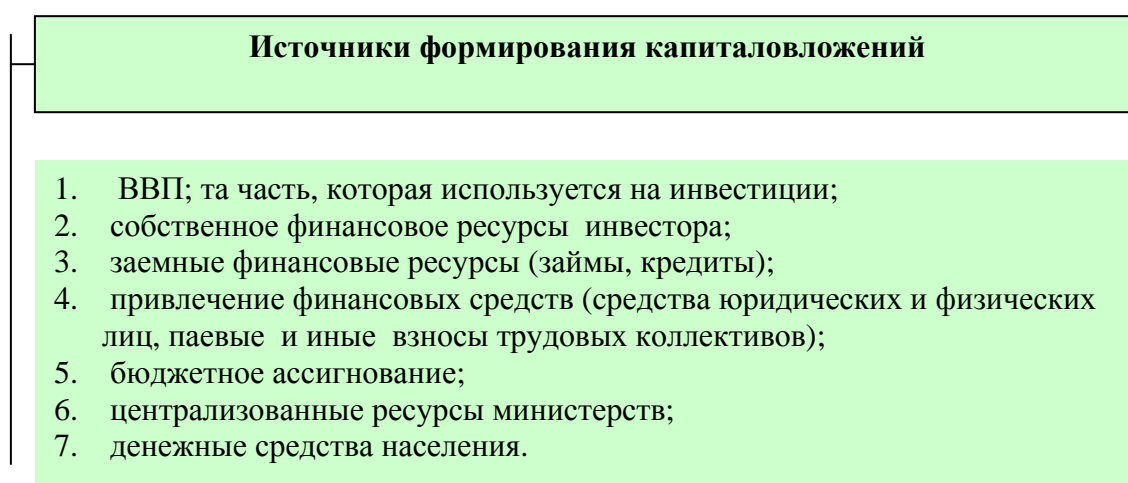 Источники формирования капиталовложений
1. ВВП; та часть, которая используется на инвестиции;
2. собственное финансовое ресурсы инвестора;
3. заемные финансовые ресурсы (займы, кредиты);
4. привлечение финансовых средств (средства юридических и физических
лиц, паевые и иные взносы трудовых коллективов);
5. бюджетное ассигнование;
6. централизованные ресурсы министерств;
7. денежные средства населения.